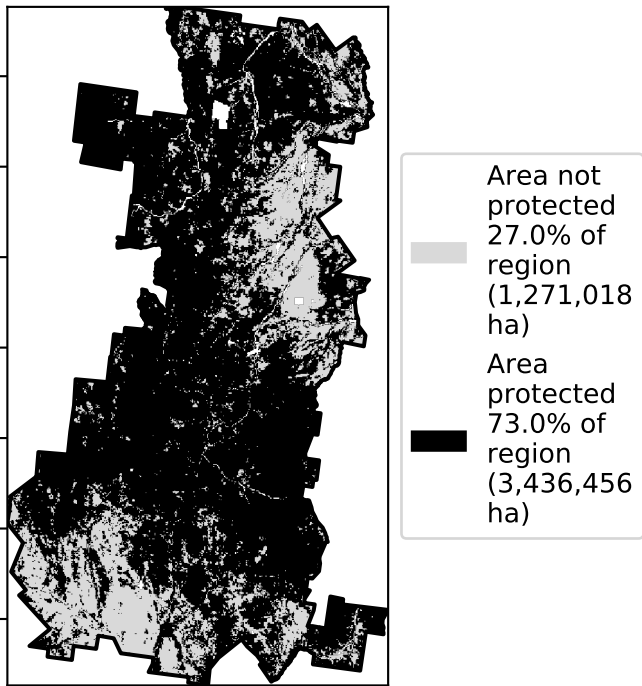 Area not
protected
27.0% of
region
(1,271,018
ha)
Area
protected
73.0% of
region
(3,436,456
ha)